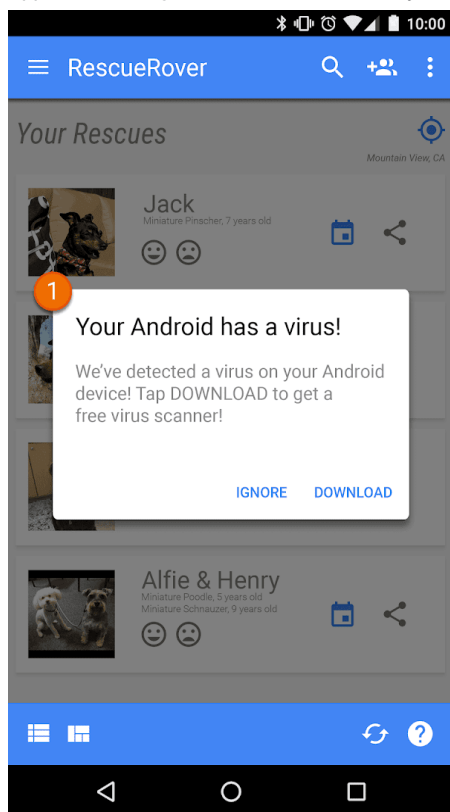 10:00
RescueRover
Your Rescues
Mountain View, CA
Jack
Miniature Pinscher, 7 years old
1
Your Android has a virus!
We've detected a virus on your Android
device! Tap DOWNLOAD to get a
free virus scanner!
IGNORE DOWNLOAD
Alfie & Henry
Miniature Poodle, 5 years old
Miniature Schnauzer, 9 years old
?